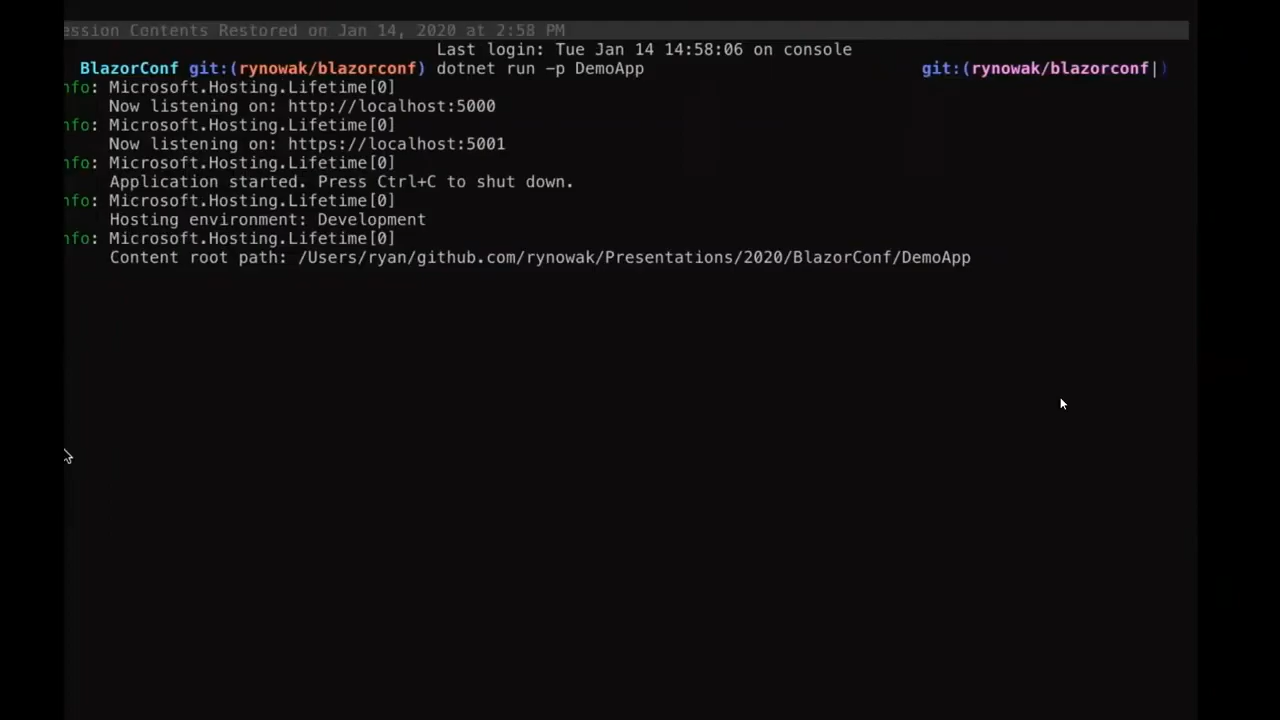 ession Contents Restored on Jan 14, 2020 at 2:58 PM
Last login: Tue Jan 14 14:58:06 on console
BlazorConf git:(rynowak/blazorconf) dotnet run -p DemoApp git:(rynowak/blazorconf|)
nfo: Microsoft.Hosting.Lifetime[0]
Now listening on: http://localhost:5000
nfo: Microsoft.Hosting.Lifetime[0]
Now listening on: https://localhost:5001
nfo: Microsoft.Hosting.Lifetime[0]
Application started. Press Ctrl+C to shut down.
nfo: Microsoft.Hosting.Lifetime[0]
Hosting environment: Development
nfo: Microsoft.Hosting.Lifetime[0]
Content root path: /Users/ryan/github.com/rynowak/Presentations/2020/BlazorConf/DemoApp